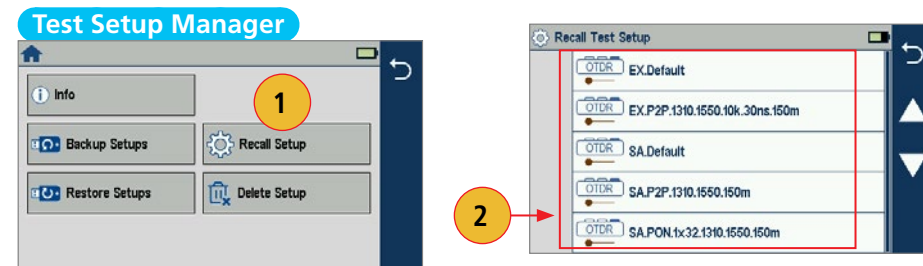 Test Setup Manager
Info
1
Backup Setups
Recall Setup
Restore Setups
Delete Setup
Recall Test Setup
OTDR EX.Default
OTDR EX.P2P.1310.1550.10k.30ns.150m
OTDR SA.Default
OTDR SA.P2P.1310.1550.150m
2
OTDR SA.PON.1x32.1310.1550.150m